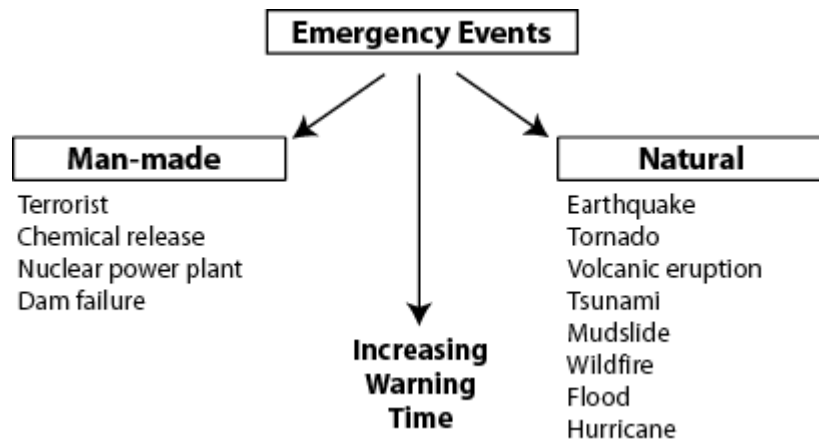 Emergency Events
Man-made
Terrorist
Chemical release
Nuclear power plant
Dam failure
Increasing
Warning
Time
Natural
Earthquake
Tornado
Volcanic eruption
Tsunami
Mudslide
Wildfire
Flood
Hurricane